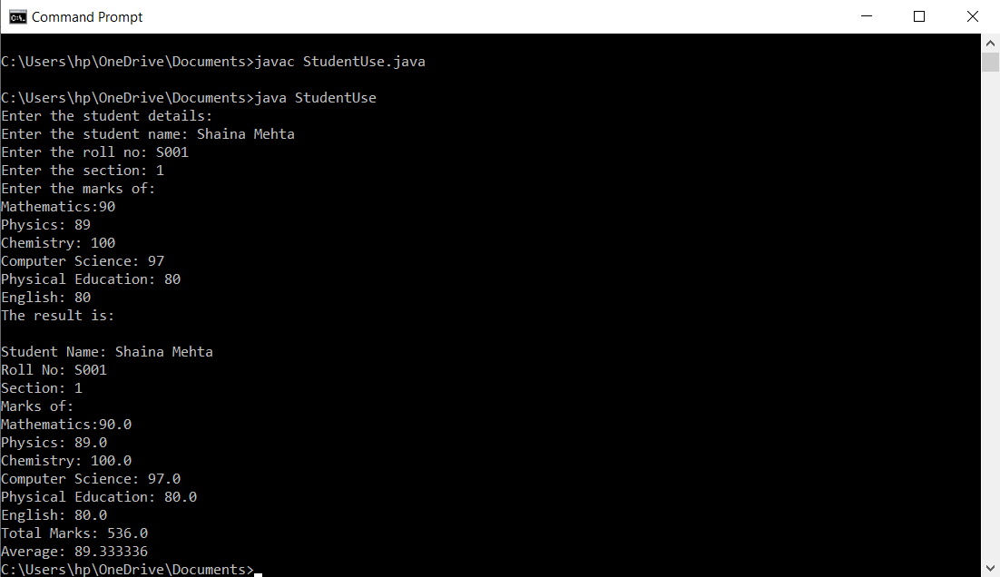 Command Prompt
C:\Users\hp\OneDrive\Documents>javac StudentUse.java
C:\Users\hp\OneDrive\Documents>java StudentUse
Enter the student details:
Enter the student name: Shaina Mehta
Enter the roll no: S001
Enter the section: 1
Enter the marks of:
Mathematics:90
Physics: 89
Chemistry: 100
Computer Science: 97
Physical Education: 80
English: 80
The result is:
Student Name: Shaina Mehta
Roll No: S001
Section: 1
Marks of:
Mathematics:90.0
Physics: 89.0
Chemistry: 100.0
Computer Science: 97.0
Physical Education: 80.0
English: 80.0
Total Marks: 536.0
Average: 89.333336
C:\Users\hp\OneDrive\Documents>